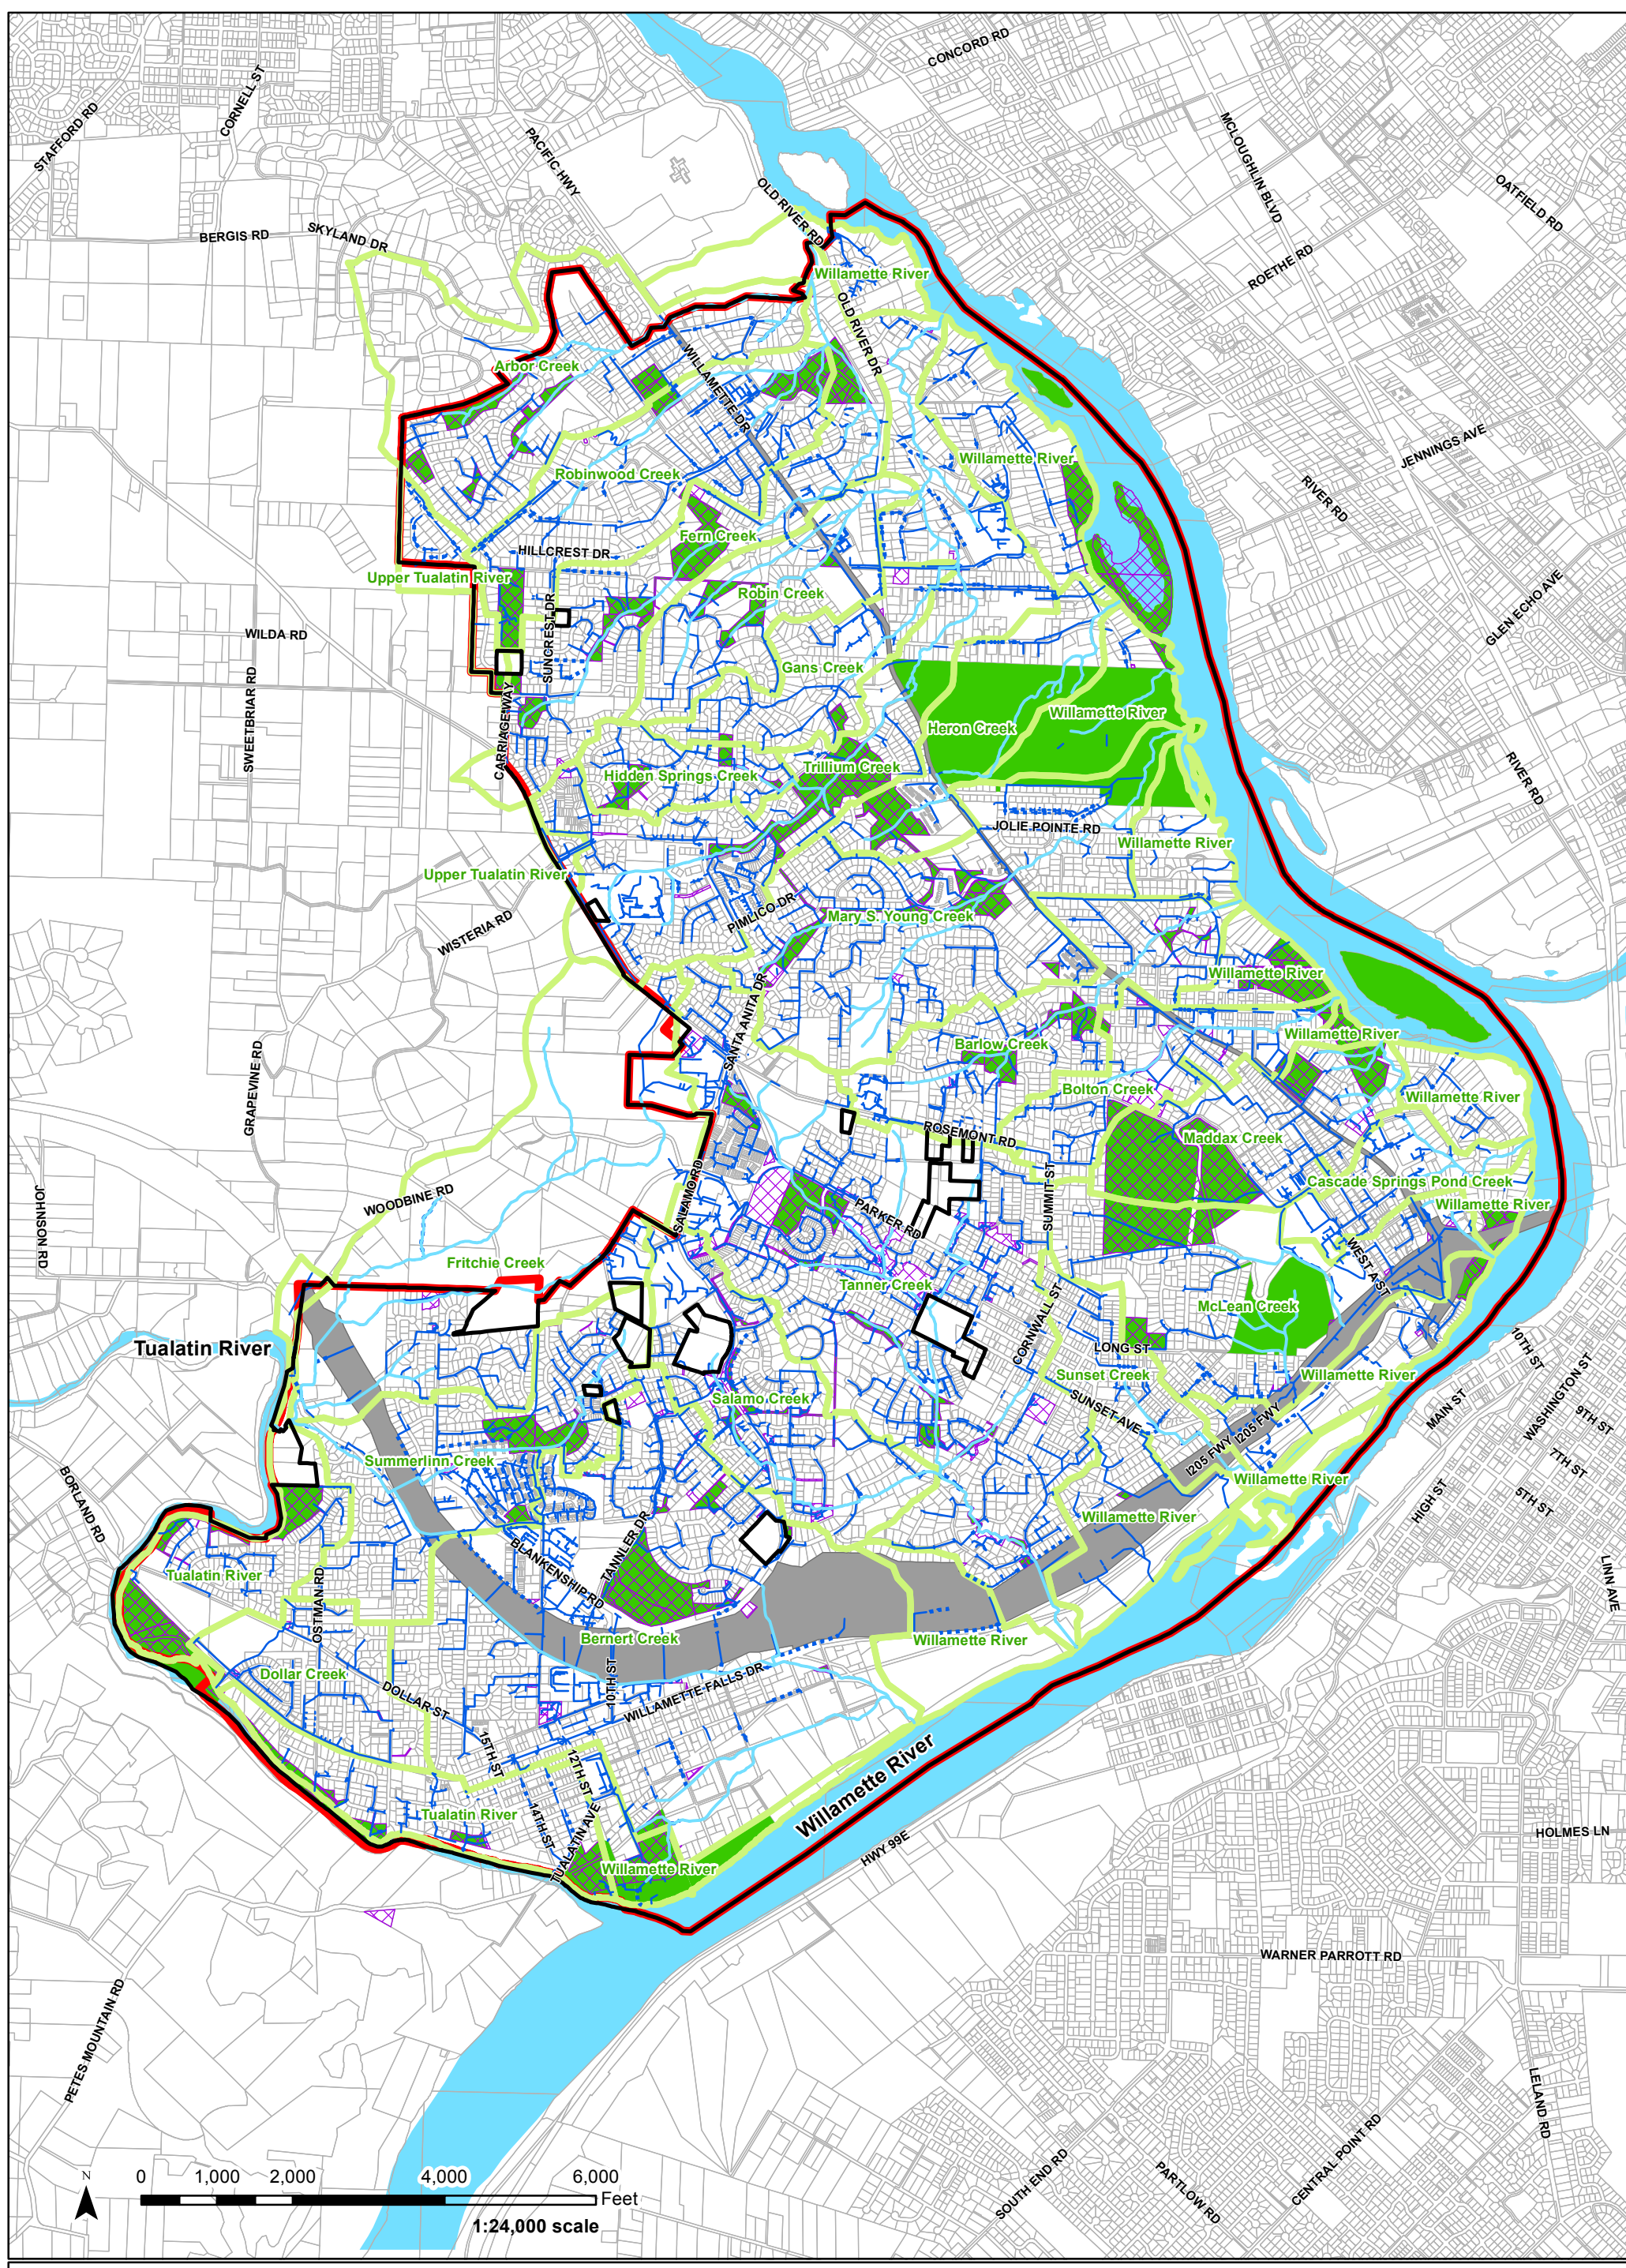 CONCORD RD
STAFFORD RD
CORNELL ST
PACIFIC HWY
MCLOUGHLIN BLVD
OATFIELD RD
OLD RIVER RD
BERGIS RD
SKYLAND DR
ROETHE RD
Willamette River
OLD RIVER DR
Arbor Creek
WILLAMETTE DR
JENNINGS AVE
Willamette River
Robinwood Creek
RIVER RD
Fern Creek
HILLCREST DR
Upper Tualatin River
Robin Creek
GLEN ECHO AVE
SUNCREST DR
WILDA RD
Gans Creek
SWEETBRIAR RD
CARRIAGE WAY
Willamette River
Heron Creek
Trillium Creek
Hidden Springs Creek
RIVER RD
JOLIE POINTE RD
Willamette River
Upper Tualatin River
PIMLICO DR
Mary S. Young Creek
WISTERIA RD
Willamette River
SANTA ANITA DR
Willamette River
Barlow Creek
GRAPEVINE RD
Bolton Creek
Willamette River
ROSEMONT RD
Maddax Creek
SUMMIT ST
Cascade Springs Pond Creek
WOODBINE RD
SALAMO RD
PARKER RD
Willamette River
JOHNSON RD
WEST A ST
Fritchie Creek
Tanner Creek
McLean Creek
CORNWALL ST
Tualatin River
LONG ST
10TH ST
WASHINGTON ST
Sunset Creek
Willamette River
Salamo Creek
SUNSET AVE
MAIN ST
9TH ST
I205 FWY
I205 FWY
Summerlinn Creek
7TH ST
Willamette River
BORLAND RD
HIGH ST
5TH ST
Willamette River
TANNLER DR
BLANKENSHIP RD
Tualatin River
OSTMAN RD
LINN AVE
Bernert Creek
Willamette River
Dollar Creek
10TH ST
WILLAMETTE FALLS DR
DOLLAR ST
15TH ST
12TH ST
Willamette River
Tualatin River
14TH ST
TUALATIN AVE
HWY 99E
HOLMES LN
Willamette River
WARNER PARROTT RD
PETES MOUNTAIN RD
LELAND RD
CENTRAL POINT RD
SOUTH END RD
PARTLOW RD
N
0 1,000 2,000 4,000 6,000
Feet
1:24,000 scale